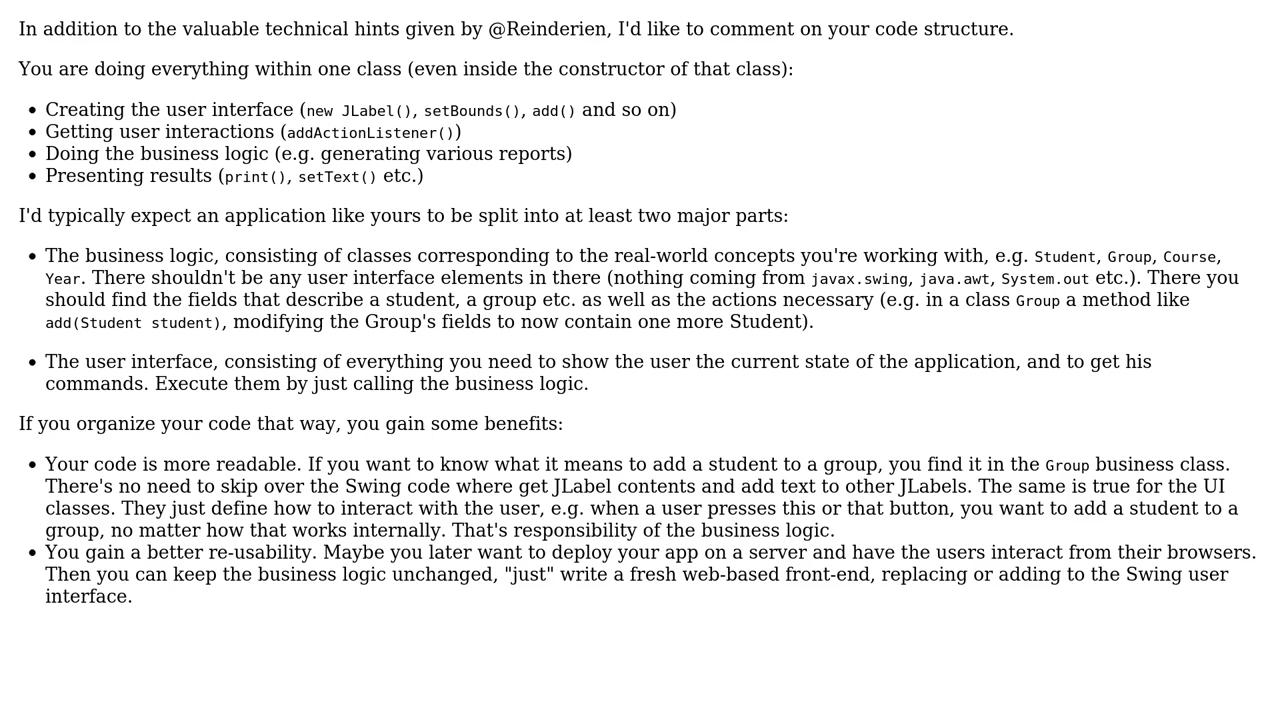 In addition to the valuable technical hints given by @Reinderien, I'd like to comment on your code structure.
You are doing everything within one class (even inside the constructor of that class):
• Creating the user interface (new JLabel(), setBounds(), add() and so on)
• Getting user interactions (addActionListener())
• Doing the business logic (e.g. generating various reports)
• Presenting results (print(), setText() etc.)
I'd typically expect an application like yours to be split into at least two major parts:
• The business logic, consisting of classes corresponding to the real-world concepts you're working with, e.g. Student, Group, Course,
Year. There shouldn't be any user interface elements in there (nothing coming from javax.swing, java.awt, System.out etc.). There you
should find the fields that describe a student, a group etc. as well as the actions necessary (e.g. in a class Group a method like
add(Student student), modifying the Group's fields to now contain one more Student).
• The user interface, consisting of everything you need to show the user the current state of the application, and to get his
commands. Execute them by just calling the business logic.
If you organize your code that way, you gain some benefits:
• Your code is more readable. If you want to know what it means to add a student to a group, you find it in the Group business class.
There's no need to skip over the Swing code where get JLabel contents and add text to other JLabels. The same is true for the UI
classes. They just define how to interact with the user, e.g. when a user presses this or that button, you want to add a student to a
group, no matter how that works internally. That's responsibility of the business logic.
• You gain a better re-usability. Maybe you later want to deploy your app on a server and have the users interact from their browsers.
Then you can keep the business logic unchanged, "just" write a fresh web-based front-end, replacing or adding to the Swing user
interface.